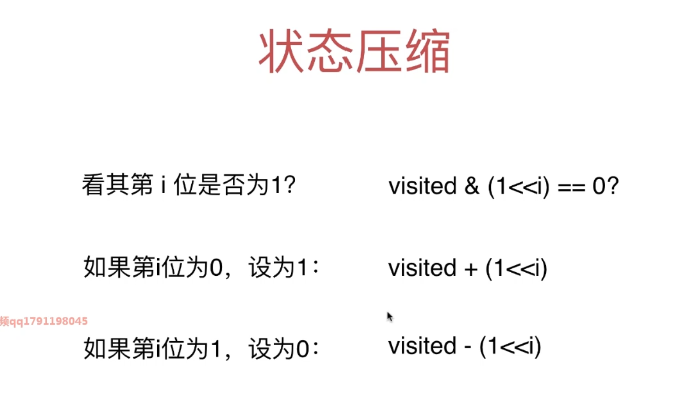 状态压缩
看其第 i 位是否为1? visited & (1<<i) == 0?
如果第i位为0，设为1： visited + (1<<i)
频qq1791198045
如果第i位为1，设为0： visited - (1<<i)